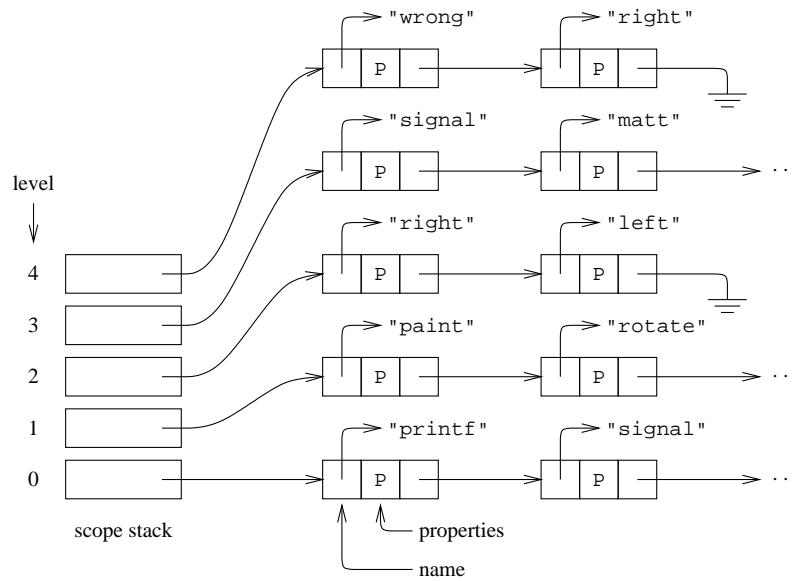 "wrong" "right"
P P
"signal" "matt"
level P P ..
"right" "left"
4 P P
3 "paint" "rotate"
2 P P ..
1 "printf" "signal"
0 P P ..
scope stack properties
name